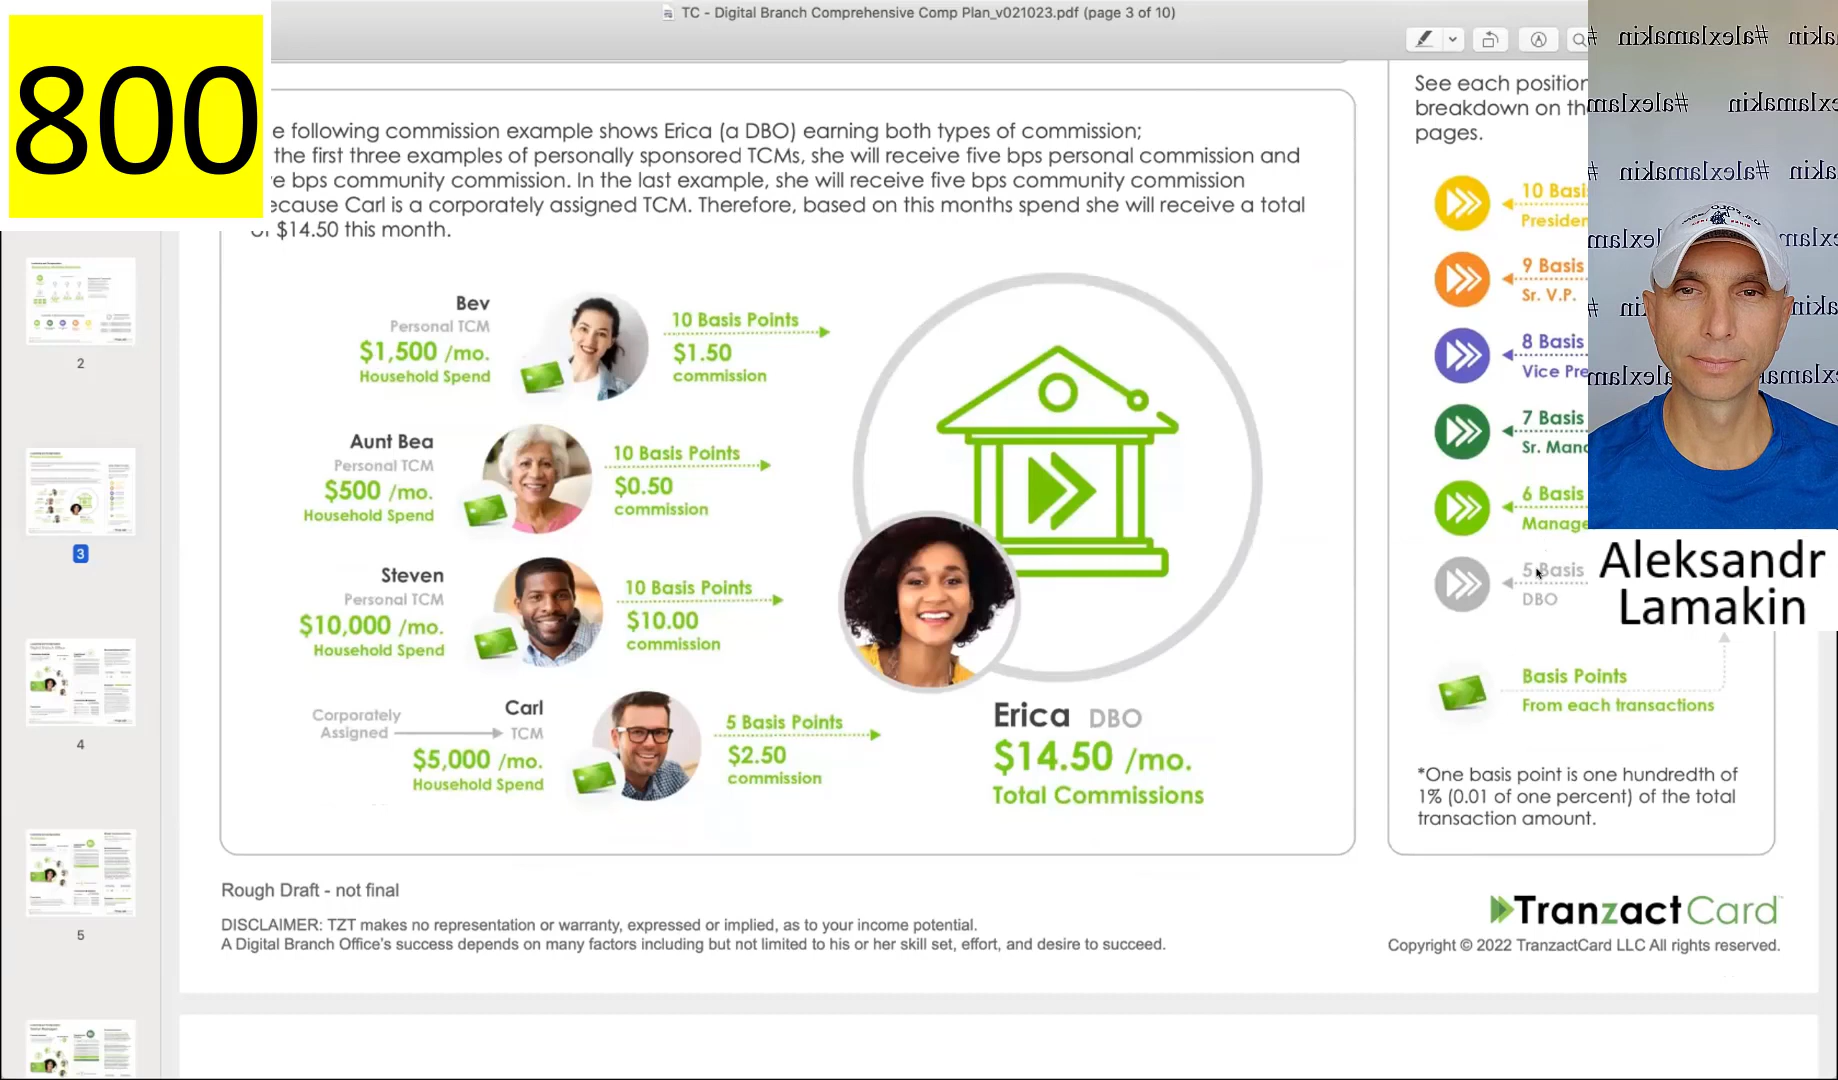 800
TC - Digital Branch Comprehensive Comp Plan_v021023.pdf (page 3 of 10)
e following commission example shows Erica (a DBO) earning both types of commission;
the first three examples of personally sponsored TCMs, she will receive five bps personal commission and
e bps community commission. In the last example, she will receive five bps community commission
ecause Carl is a corporately assigned TCM. Therefore, based on this months spend she will receive a total
of $14.50 this month.
Bev
Personal TCM
$1,500 /mo.
Household Spend
10 Basis Points
$1.50
commission
Aunt Bea
Personal TCM
$500 /mo.
Household Spend
10 Basis Points
$0.50
commission
Steven
Personal TCM
$10,000 /mo.
Household Spend
10 Basis Points
$10.00
commission
Corporately
Assigned
Carl
TCM
$5,000 /mo.
Household Spend
5 Basis Points
$2.50
commission
Erica DBO
$14.50 /mo.
Total Commissions
See each position
breakdown on th
pages.
10 Basi
Presiden
9 Basis
Sr. V.P.
8 Basis
Vice Pre
7 Basis
Sr. Mana
6 Basis
Manage
5 Basis
DBO
Basis Points
From each transactions
*One basis point is one hundredth of
1% (0.01 of one percent) of the total
transaction amount.
#alexlamakin
Aleksandr
Lamakin
2
3
4
5
Rough Draft - not final
DISCLAIMER: TZT makes no representation or warranty, expressed or implied, as to your income potential.
A Digital Branch Office's success depends on many factors including but not limited to his or her skill set, effort, and desire to succeed.
TranzactCard
Copyright © 2022 TranzactCard LLC All rights reserved.